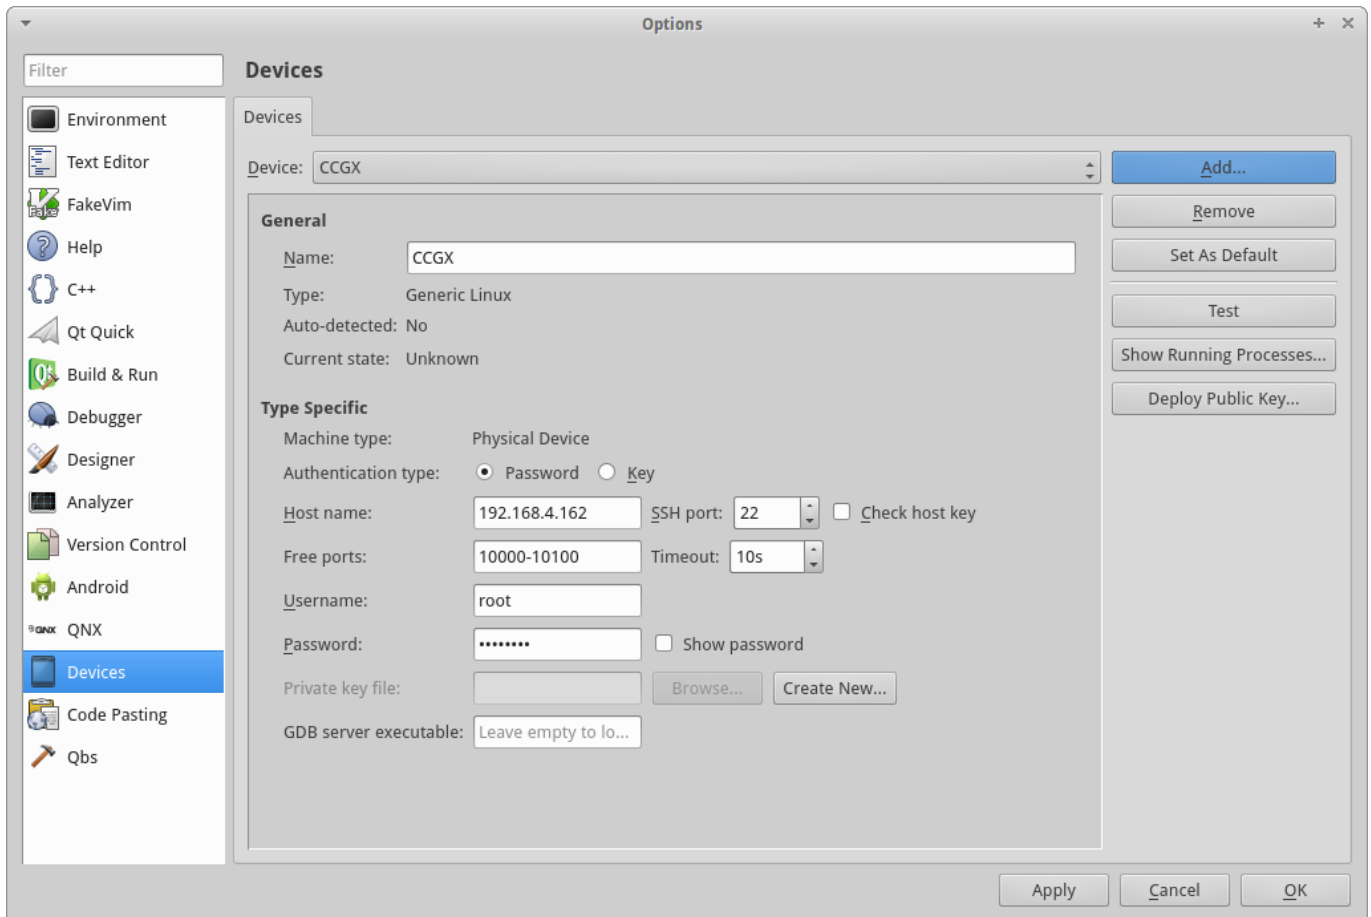 Options
Filter
Devices
Environment
Text Editor
FakeVim
Help
C++
Qt Quick
Build & Run
Debugger
Designer
Analyzer
Version Control
Android
QNX
Devices
Code Pasting
Qbs
Devices
Device: CCGX
General
Name: CCGX
Type: Generic Linux
Auto-detected: No
Current state: Unknown
Type Specific
Machine type: Physical Device
Authentication type: Password Key
Host name: 192.168.4.162 SSH port: 22 Check host key
Free ports: 10000-10100 Timeout: 10s
Username: root
Password: •••••••• Show password
Private key file: Browse... Create New...
GDB server executable: Leave empty to lo...
Add...
Remove
Set As Default
Test
Show Running Processes...
Deploy Public Key...
Apply Cancel OK